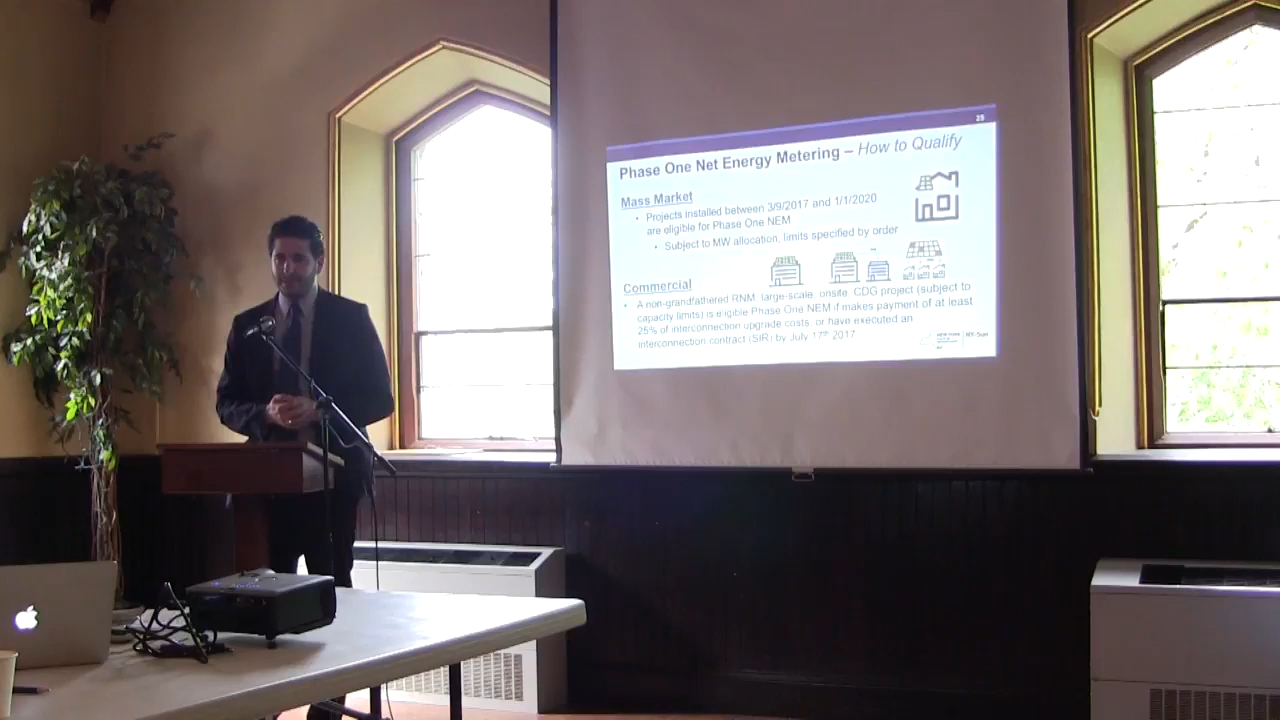 25
Phase One Net Energy Metering – How to Qualify
Mass Market
• Projects installed between 3/9/2017 and 1/1/2020
are eligible for Phase One NEM
• Subject to MW allocation, limits specified by order
Commercial
• A non-grandfathered RNM, large-scale, onsite, CDG project (subject to
capacity limits) is eligible Phase One NEM if makes payment of at least
25% of interconnection upgrade costs, or have executed an
interconnection contract (SIR) by July 17th 2017
NY-Sun